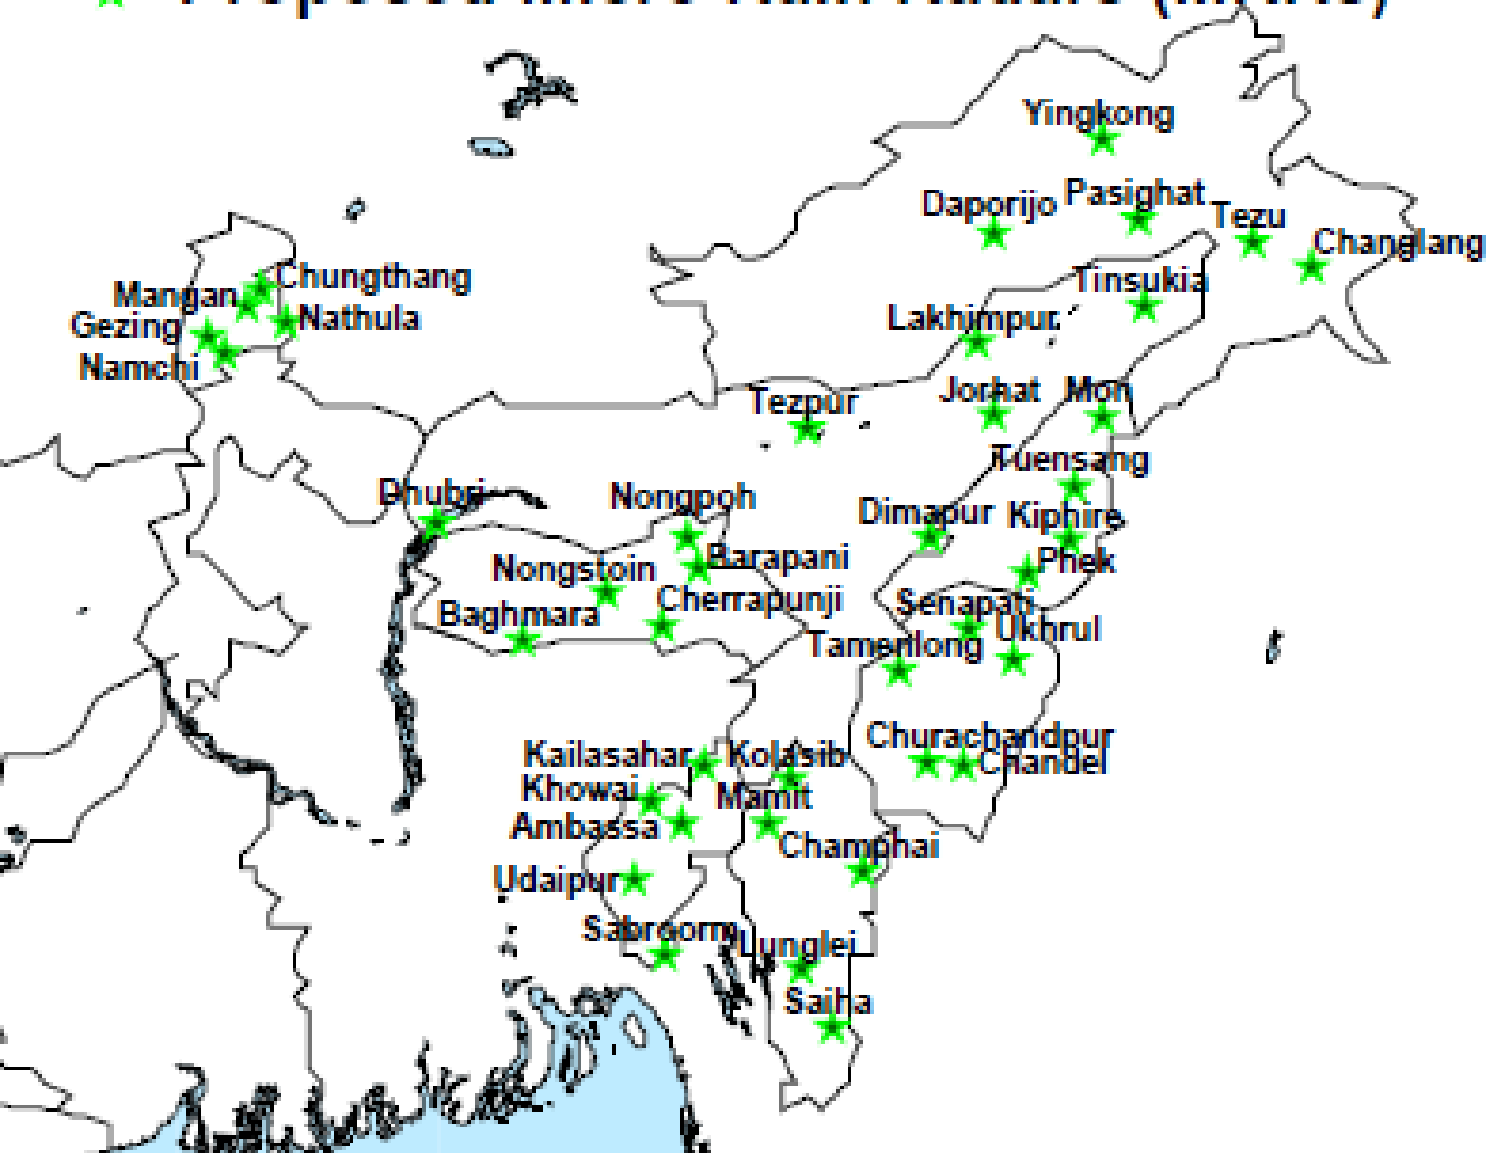 Yingkong
Daporijo
Pasighat
Tezu
Changlang
Tinsukia
Lakhimpur
Chungthang
Mangan
Nathula
Gezing
Namchi
Tezpur
Jorhat
Mon
Tuensang
Dhubri
Nongpoh
Dimapur
Kiphire
Phek
Nongstoin
Barapani
Baghmara
Cherrapunji
Senapati
Ukhrul
Tamenlong
Churachandpur
Chandel
Kailasahar
Kolasib
Khowai
Mamit
Ambassa
Champhai
Udaipur
Sabroorm
Lunglei
Saiha